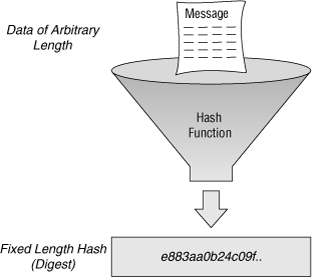 Message
Data of Arbitrary
Length
Hash
Function
Fixed Length Hash
(Digest)
e883aa0b24c09f..